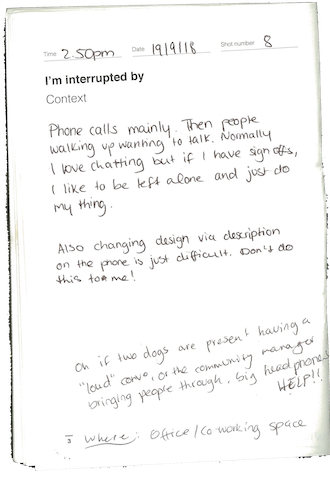 Time 2.50pm Date 19/9/18 Shot number 8
I'm interrupted by
Context
Phone calls mainly. Then people
walking up wanting to talk. Normally
I love chatting but if I have sign offs,
I like to be left alone and just do
my thing.
Also changing design via description
on the phone is just difficult. Don't do
this to me!
Oh if two dogs are present having a
"loud" convo, or the community manager
bringing people through, big headphones
HELP!!
Where: Office/Co-working space